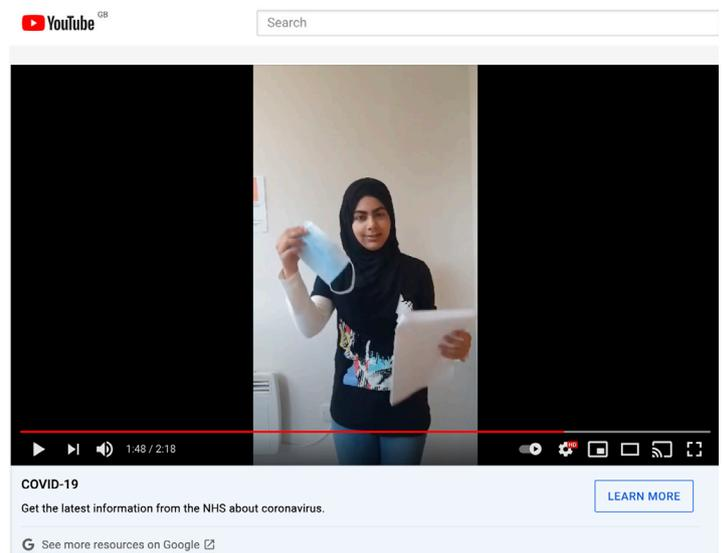 YouTube GB
Search
1:48 / 2:18
HD
COVID-19
Get the latest information from the NHS about coronavirus.
LEARN MORE
See more resources on Google